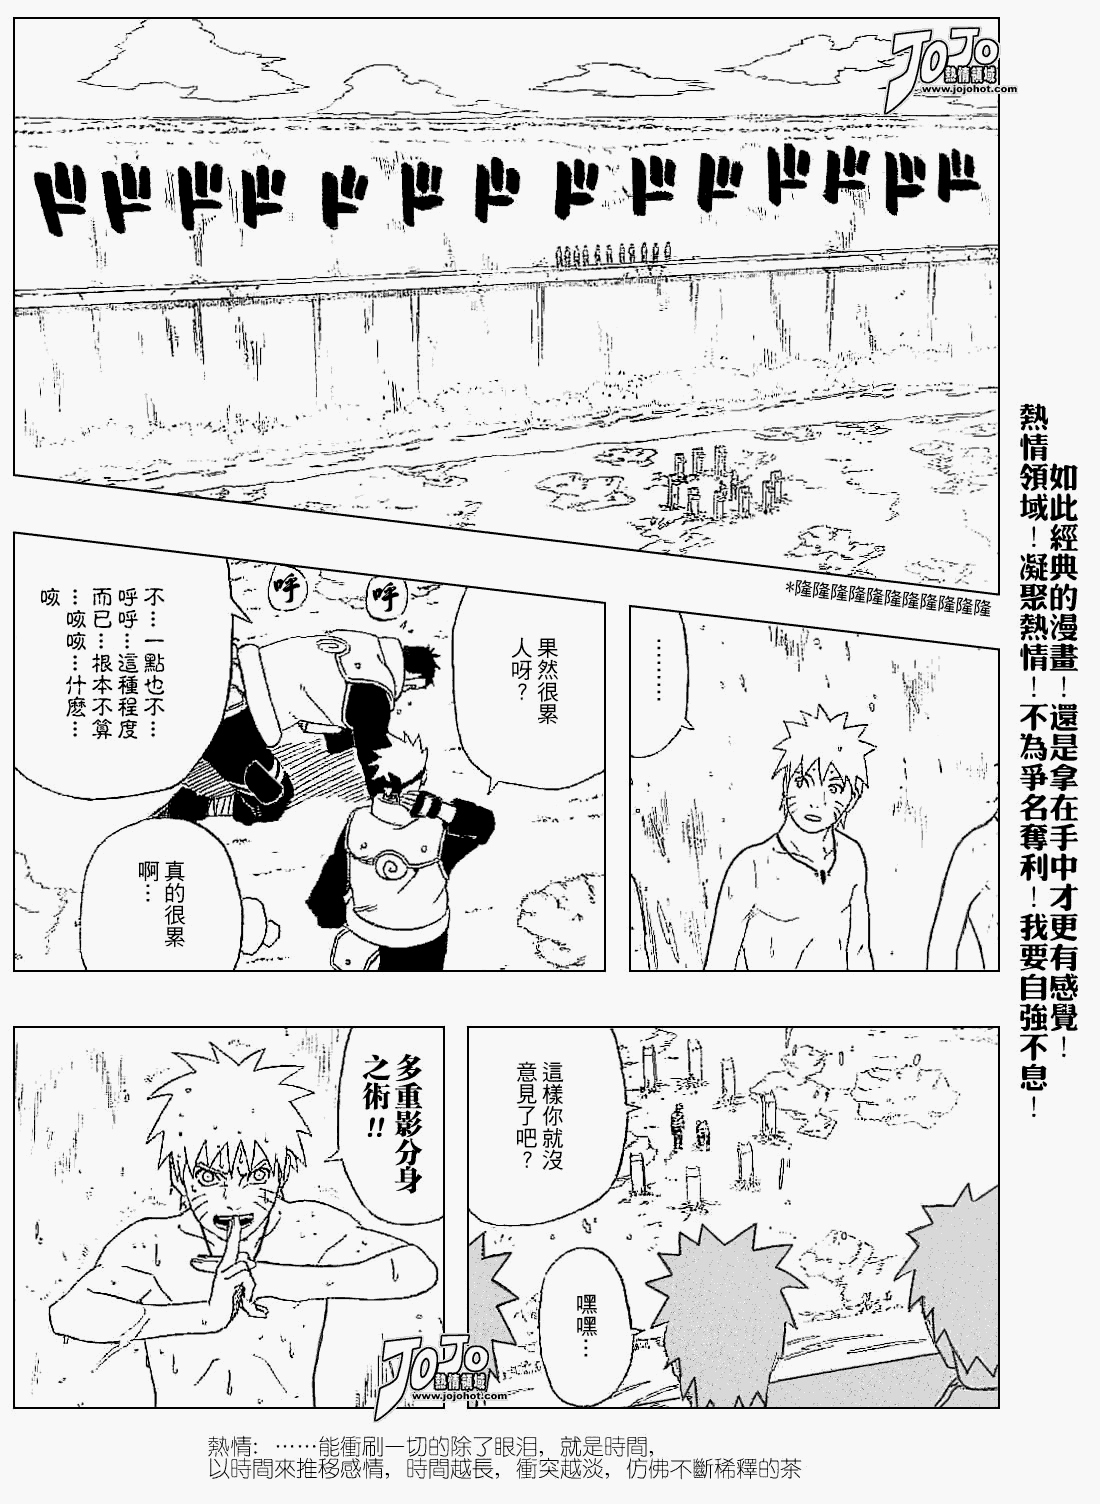 JOJO
熱情領域
www.jojohot.com
ドドドドドドドドドドドドドド
*隆隆隆隆隆隆隆隆隆隆隆
………
果然很累
人呀?
呼
呼
不…一點也不…
呼呼…這種程度
而已…根本不算
…咳咳…什麽…
咳
真的很累
啊…
這樣你就沒
意見了吧?
嘿
嘿…
多重影分身
之術!!
JOJO
熱情領域
www.jojohot.com
如此經典的漫畫!還是拿在手中才更有感覺!
熱情領域!凝聚熱情!不為爭名奪利!我要自強不息!
熱情: ……能衝刷一切的除了眼泪, 就是時間,
以時間來推移感情, 時間越長, 衝突越淡, 仿佛不斷稀釋的茶